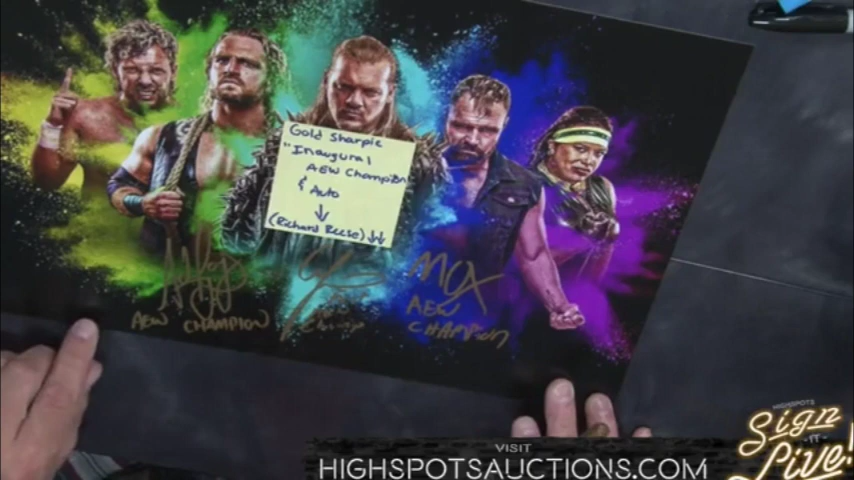 Gold Sharpie
"Inaugural
AEW Champion
& Auto
(Richard Reese)
AEW CHAMPION
MOX
AEW
CHAMPION
VISIT
HIGHSPOTSAUCTIONS.COM
HIGHSPOTS
Sign
-IT-
Live!